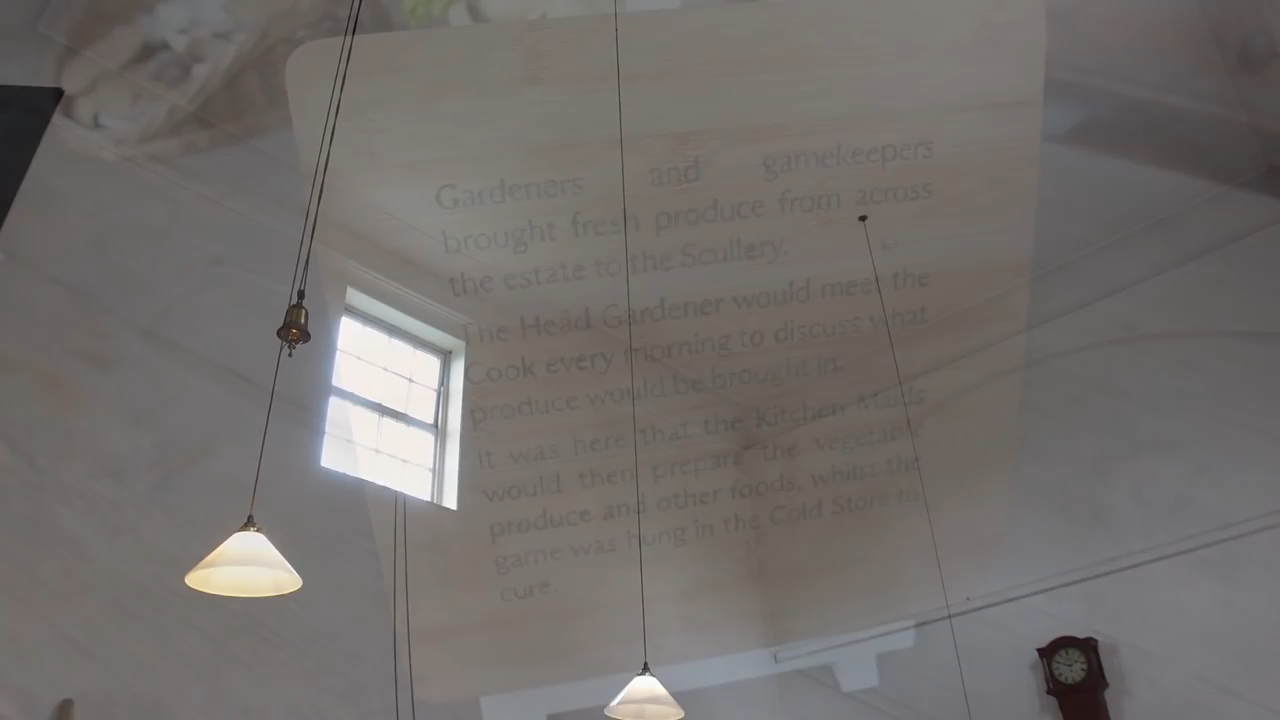 Gardeners and gamekeepers
brought fresh produce from across
the estate to the Scullery.
The Head Gardener would meet the
Cook every morning to discuss what
produce would be brought in.
It was here that the Kitchen Maids
would then prepare the vegetable
produce and other foods, whilst the
game was hung in the Cold Store to
cure.